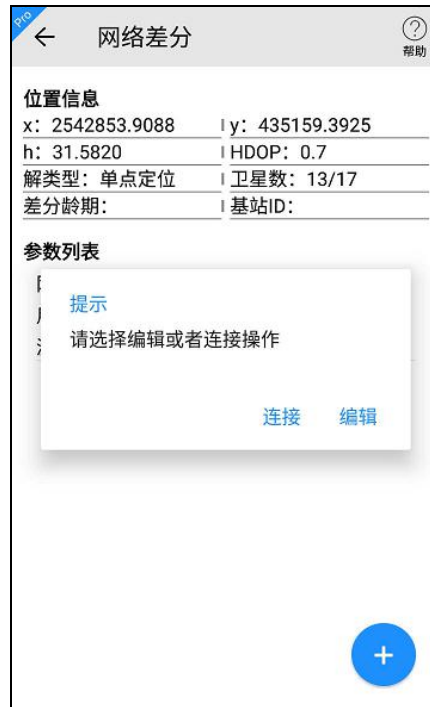 Pro
网络差分
帮助
位置信息
x: 2542853.9088 y: 435159.3925
h: 31.5820 HDOP: 0.7
解类型: 单点定位 卫星数: 13/17
差分龄期: 基站ID:
参数列表
提示
请选择编辑或者连接操作
连接 编辑
+